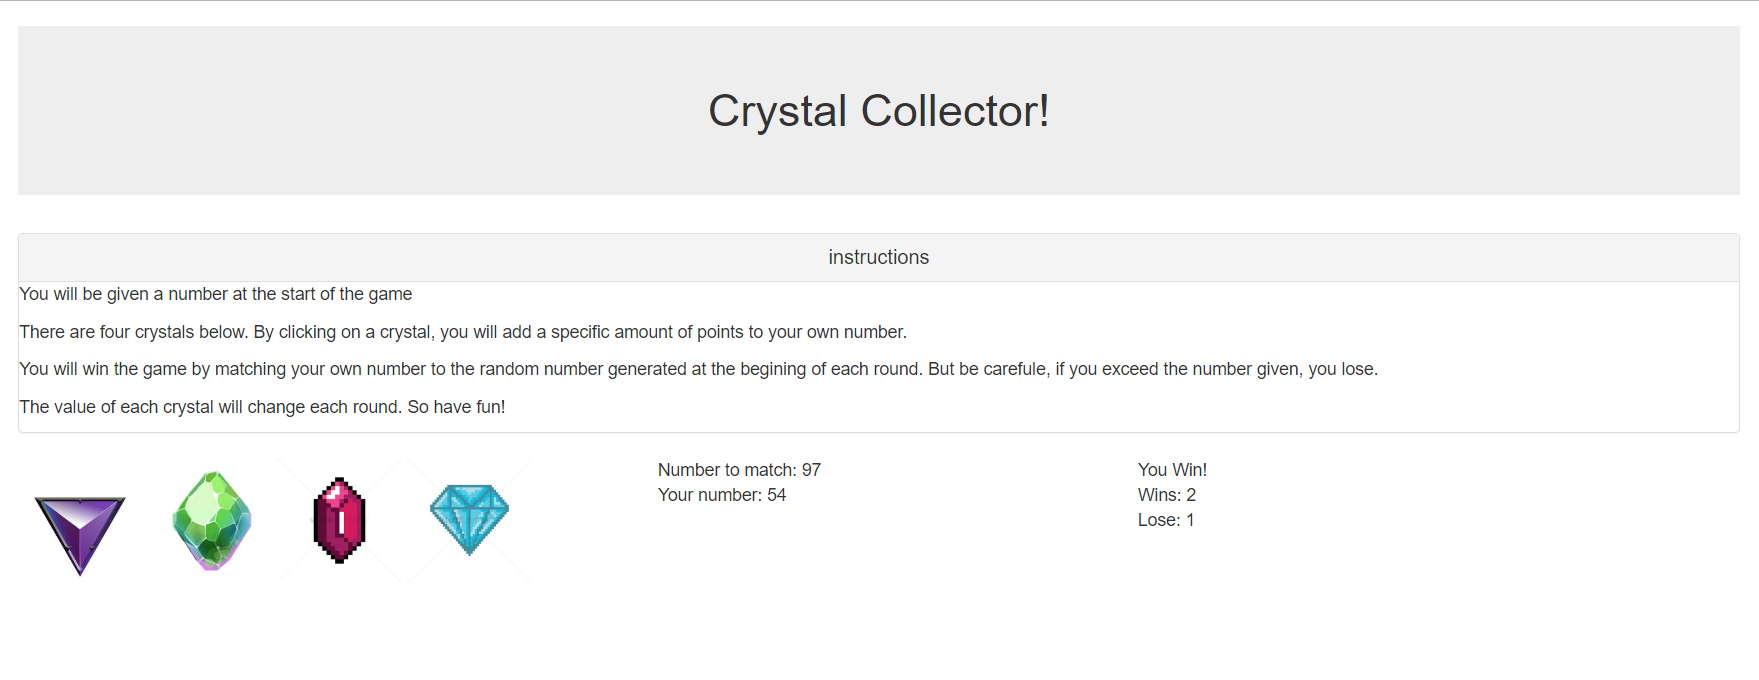 Crystal Collector!
instructions
You will be given a number at the start of the game
There are four crystals below. By clicking on a crystal, you will add a specific amount of points to your own number.
You will win the game by matching your own number to the random number generated at the begining of each round. But be carefule, if you exceed the number given, you lose.
The value of each crystal will change each round. So have fun!
Number to match: 97
Your number: 54
You Win!
Wins: 2
Lose: 1